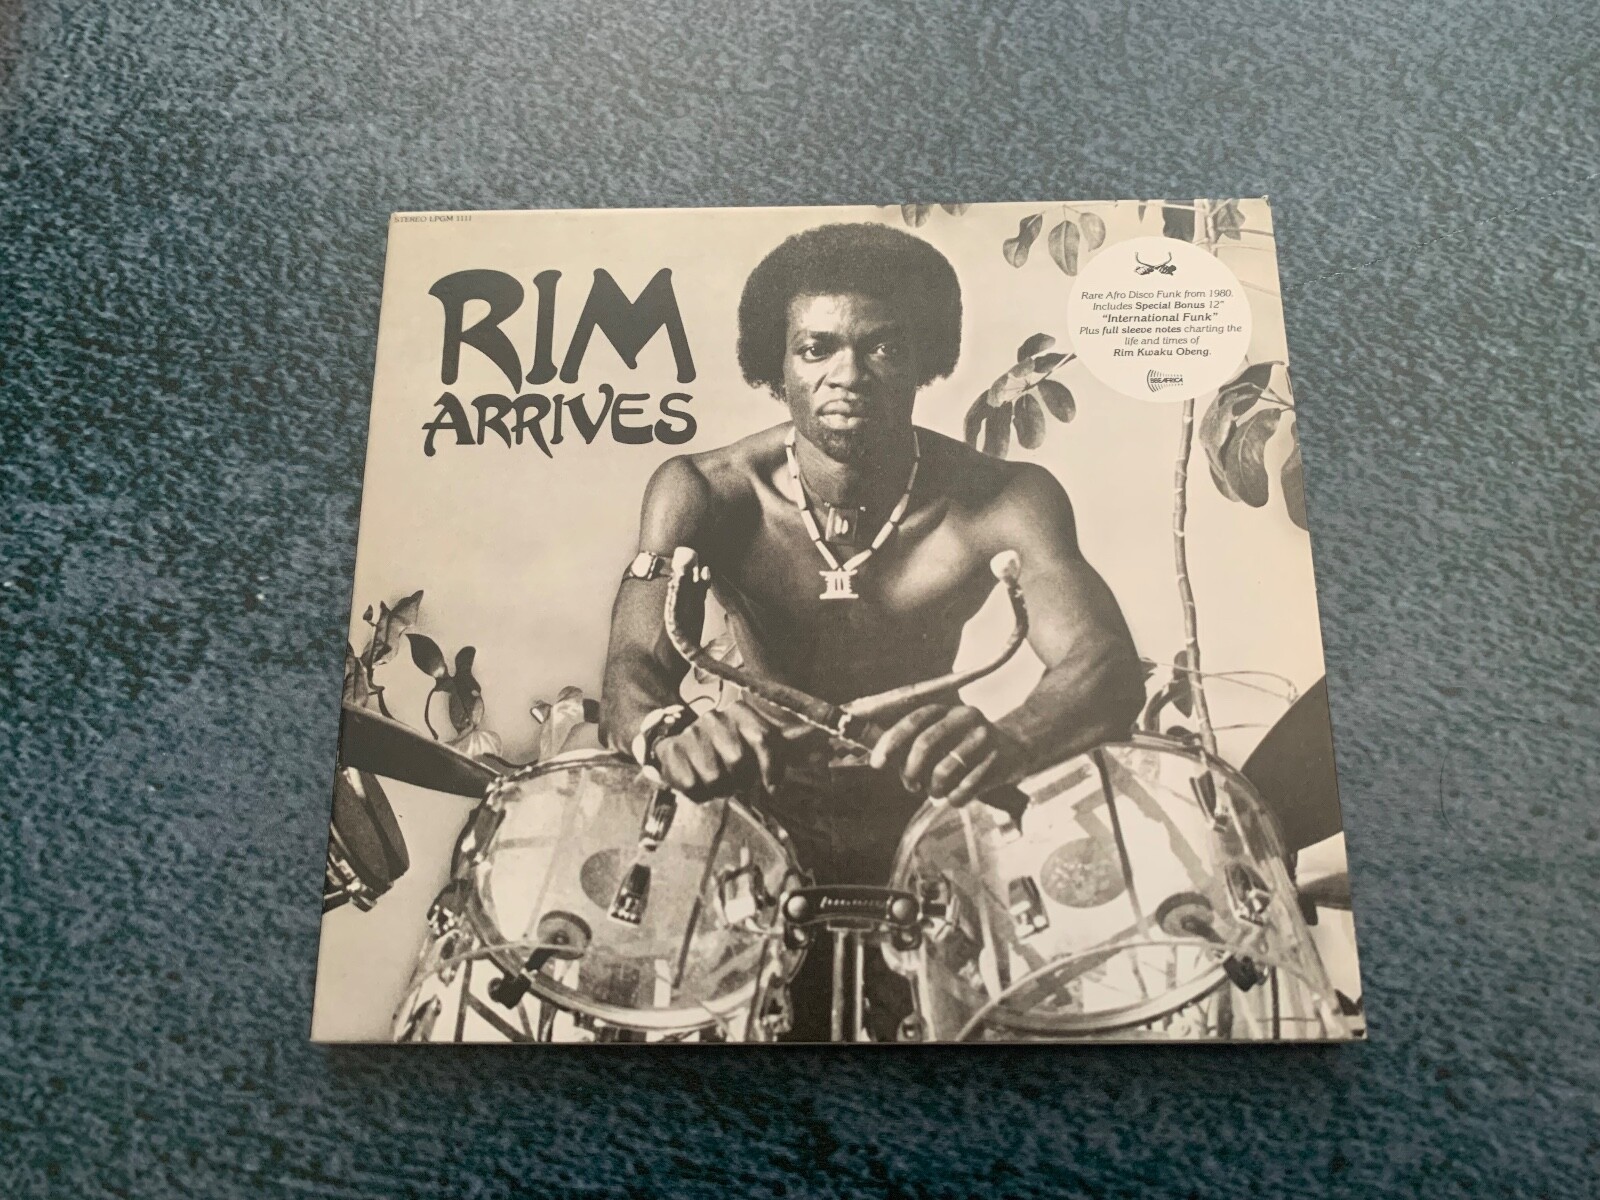 STEREO LPGM 1111
RIM
ARRIVES
Rare Afro Disco Funk from 1980.
Includes Special Bonus 12"
"International Funk"
Plus full sleeve notes charting the
life and times of
Rim Kwaku Obeng.
BBEAFRICA